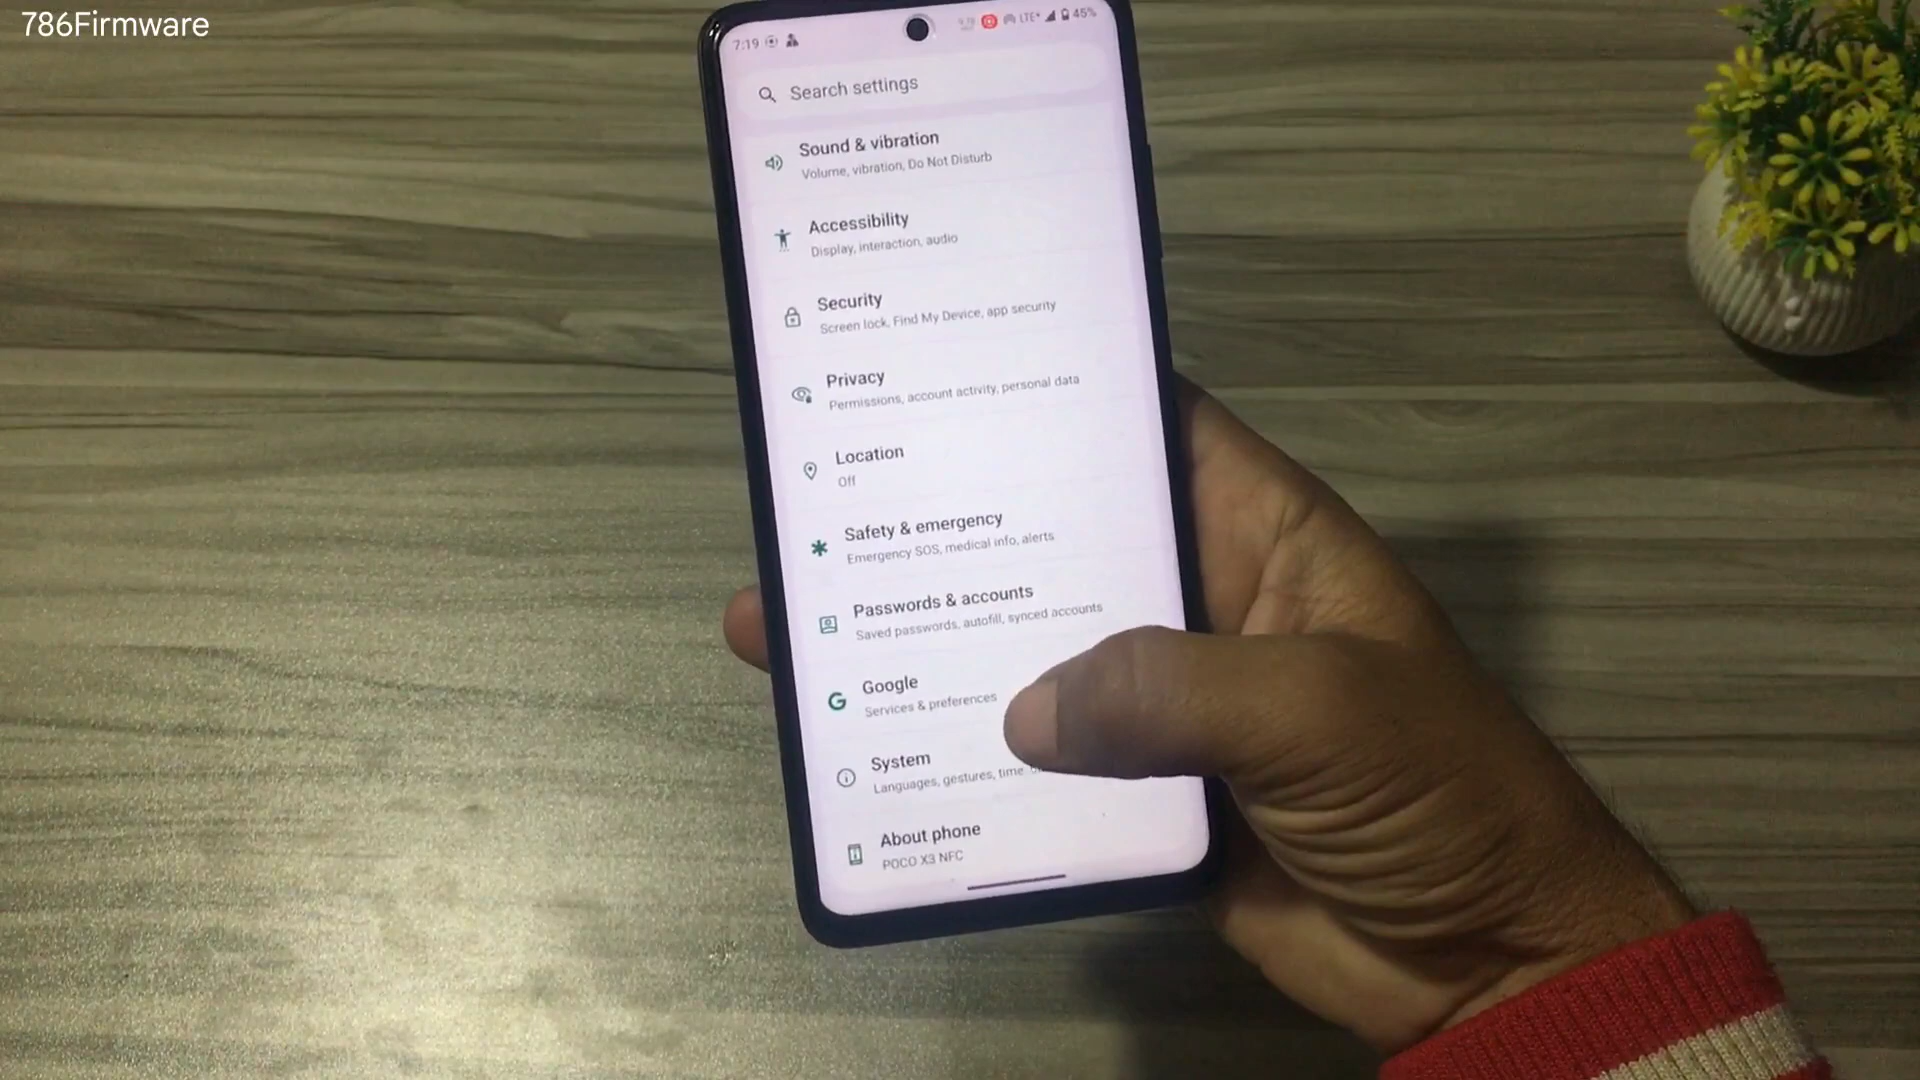 786Firmware
7:19
LTE+ 45%
Search settings
Sound & vibration
Volume, vibration, Do Not Disturb
Accessibility
Display, interaction, audio
Security
Screen lock, Find My Device, app security
Privacy
Permissions, account activity, personal data
Location
Off
Safety & emergency
Emergency SOS, medical info, alerts
Passwords & accounts
Saved passwords, autofill, synced accounts
Google
Services & preferences
System
Languages, gestures, time
About phone
POCO X3 NFC